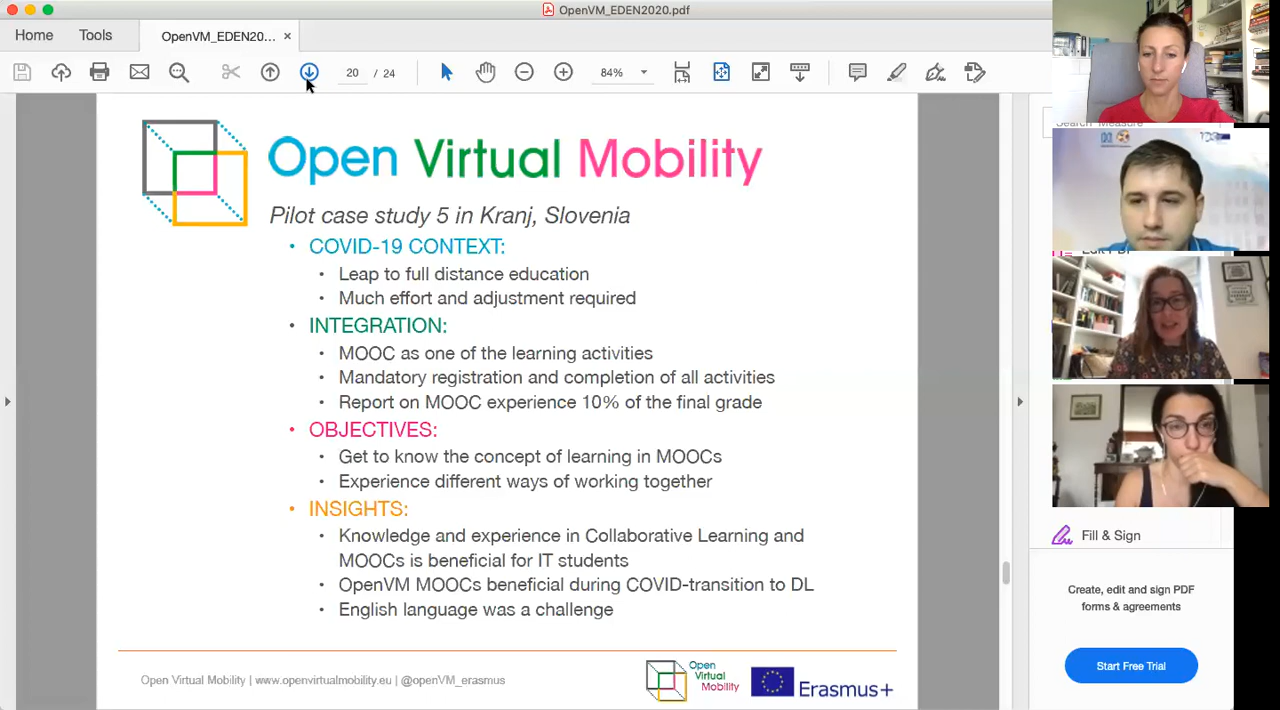 OpenVM_EDEN2020.pdf
Home
Tools
OpenVM_EDEN20...
20 / 24
84%
Open Virtual Mobility
Pilot case study 5 in Kranj, Slovenia
• COVID-19 CONTEXT:
• Leap to full distance education
• Much effort and adjustment required
• INTEGRATION:
• MOOC as one of the learning activities
• Mandatory registration and completion of all activities
• Report on MOOC experience 10% of the final grade
• OBJECTIVES:
• Get to know the concept of learning in MOOCs
• Experience different ways of working together
• INSIGHTS:
• Knowledge and experience in Collaborative Learning and
MOOCs is beneficial for IT students
• OpenVM MOOCs beneficial during COVID-transition to DL
• English language was a challenge
Open Virtual Mobility | www.openvirtualmobility.eu | @openVM_erasmus
Open
Virtual
Mobility
Erasmus+
Search 'Measure'
Edit PDF
Fill & Sign
Create, edit and sign PDF
forms & agreements
Start Free Trial